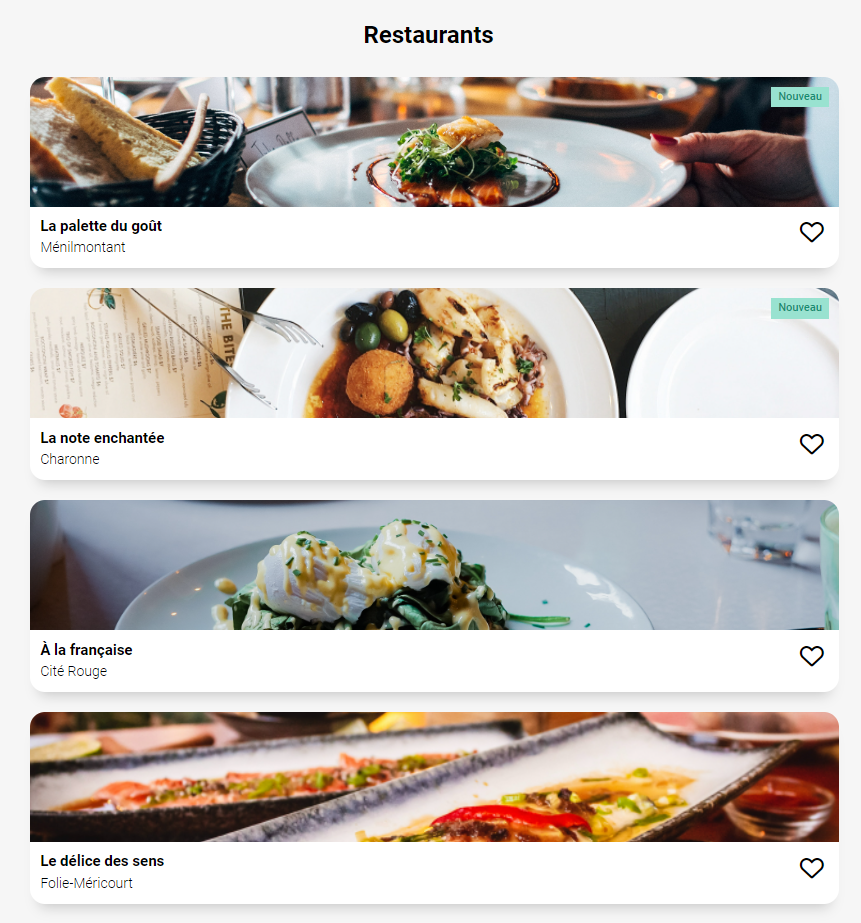 Restaurants
Nouveau
La palette du goût
Ménilmontant
THE BITE
Nouveau
La note enchantée
Charonne
À la française
Cité Rouge
Le délice des sens
Folie-Méricourt